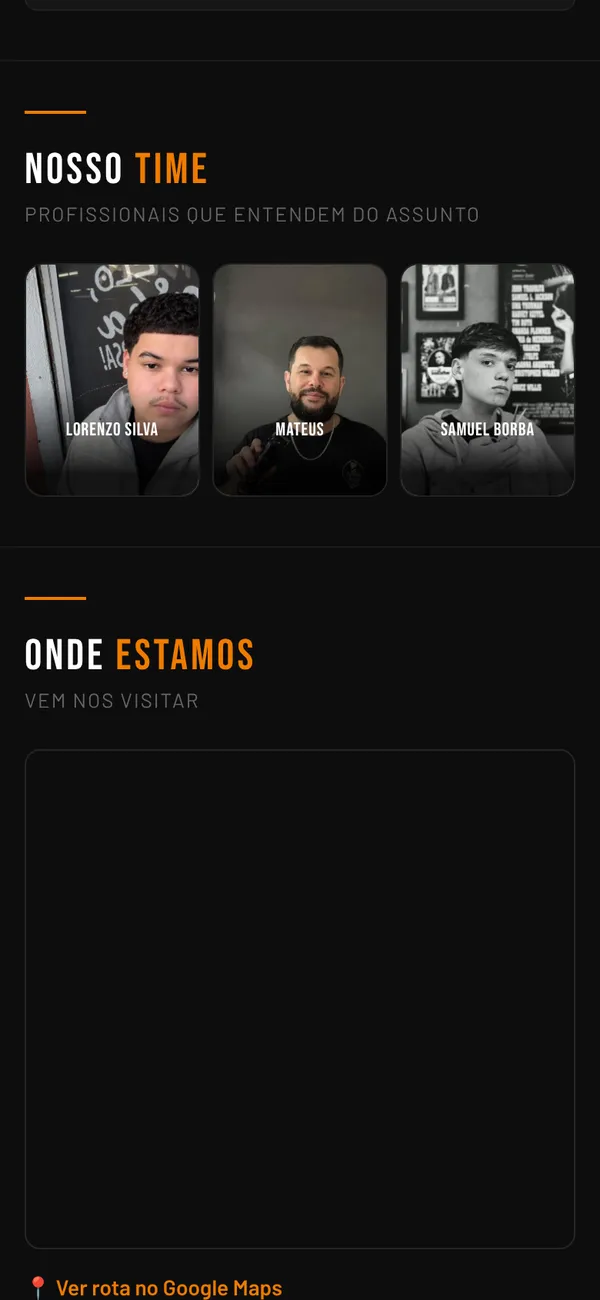 NOSSO TIME
PROFISSIONAIS QUE ENTENDEM DO ASSUNTO
LORENZO SILVA
MATEUS
SAMUEL BORBA
ONDE ESTAMOS
VEM NOS VISITAR
📍 Ver rota no Google Maps